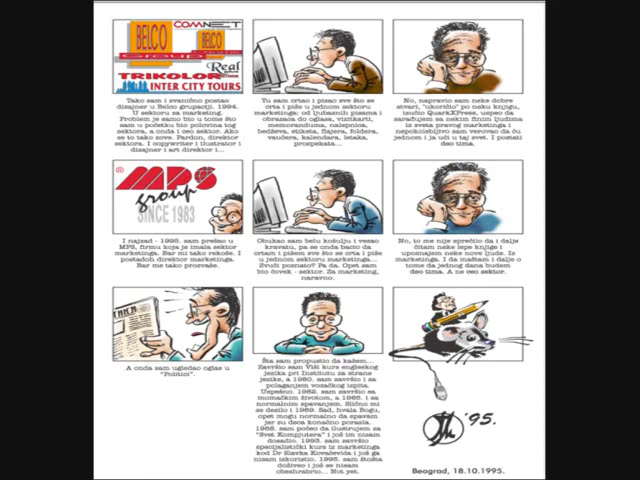 BELCO
Group
COMNET
BELCO
Real
TRIKOLOR
INTER CITY TOURS
Tako sam i zvanično postao
dizajner u Belco grupaciji. 1994.
U sektoru za marketing.
Problem je samo bio u tome što
sam u početku bio polovina tog
sektora, a onda i ceo sektor. Ako
se to tako zove. Pardon, direktor
sektora. I copywriter i ilustrator i
dizajner i art direktor i...
Tu sam crtao i pisao sve što se
crta i piše u jednom sektoru
marketinga: od ljubavnih pisama i
obrazaca do oglasa, vizitkarti,
memoranduma, nalepnica,
bedževa, etiketa, flajera, foldera,
vaučera, kalendara, letaka,
prospekata...
No, napravio sam neke dobre
stvari, "ukoričio" po neku knjigu,
izučio QuarkXPress, uspeo da
sarađujem sa nekim finim ljudima
iz sveta pravog marketinga i
nepokolebljivo sam verovao da ću
jednom i ja ući u taj svet. I postati
deo tima.
® MPS
group
SINCE 1983
I najzad - 1995. sam prešao u
MPS, firmu koja je imala sektor
marketinga. Bar mi tako rekoše. I
postadoh direktor marketinga.
Bar me tako prozvaše.
Obukao sam belu košulju i vezao
kravatu, pa se onda bacio da
crtam i pišem sve što se crta i piše
u jednom sektoru marketinga...
Zvuči poznato? Pa da. Opet sam
bio čovek - sektor. Za marketing,
naravno.
No, to me nije sprečilo da i dalje
čitam neke lepe knjige i
upoznajem neke nove ljude. Iz
marketinga. I da maštam i dalje o
tome da jednog dana budem
deo tima. A ne ceo sektor.
A onda sam ugledao oglas u
"Politici".
Šta sam propustio da kažem...
Završio sam Viši kurs engleskog
jezika pri Institutu za strane
jezike, a 1980. sam završio i sa
polaganjem vozačkog ispita.
Uspešno. 1982. sam završio sa
momačkim životom, a 1985. i sa
normalnim spavanjem. Slično mi
se desilo i 1989. Sad, hvala Bogu,
opet mogu normalno da spavam
jer su deca konačno porasla.
1988. sam počeo da ilustrujem za
"Svet Kompjutera" i još im nisam
dosadio. 1993. sam završio
specijalistički kurs iz marketinga
kod Dr Slavka Kovačevića i još ga
nisam iskoristio. 1995. sam štošta
doživeo i još se nisam
obeshrabrio... Not yet.
'95.
Beograd, 18.10.1995.